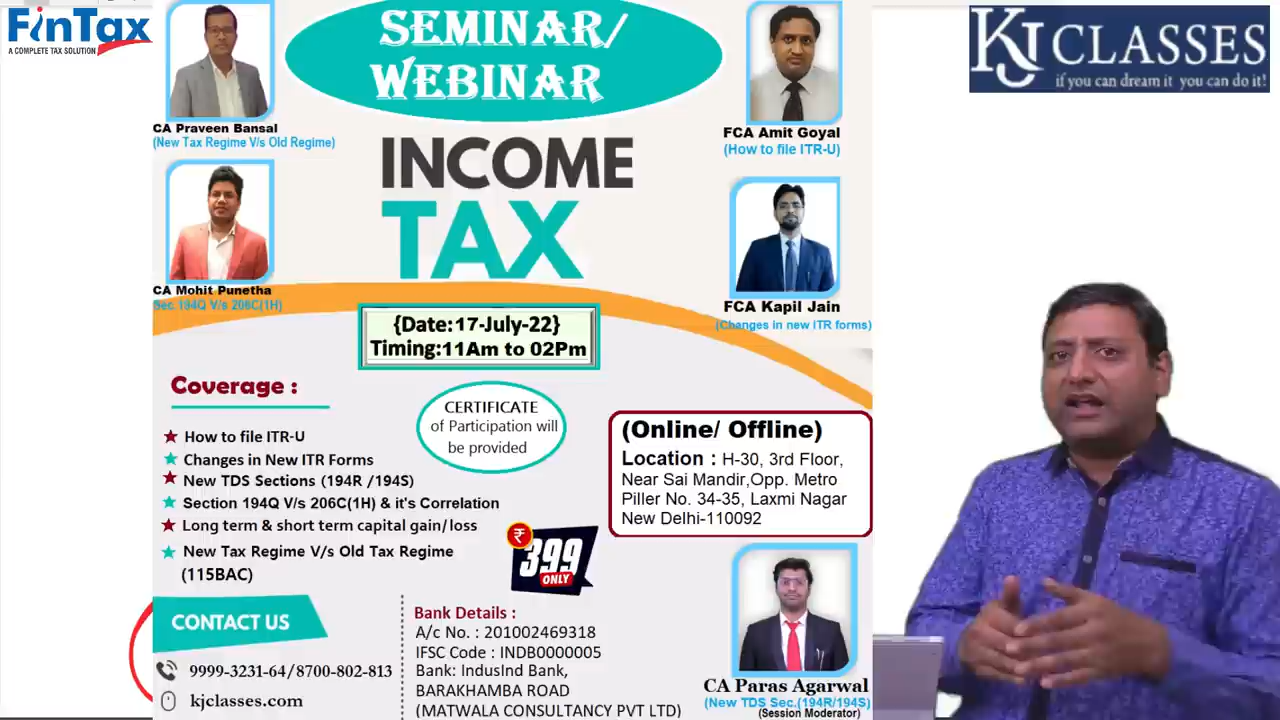 FinTax
A COMPLETE TAX SOLUTION
SEMINAR/
WEBINAR
KJ CLASSES
if you can dream it you can do it!
CA Praveen Bansal
(New Tax Regime V/s Old Regime)
FCA Amit Goyal
(How to file ITR-U)
INCOME
TAX
CA Mohit Punetha
Sec.194Q V/s 206C(1H)
FCA Kapil Jain
(Changes in new ITR forms)
{Date:17-July-22}
Timing:11Am to 02Pm
Coverage :
★ How to file ITR-U
★ Changes in New ITR Forms
★ New TDS Sections (194R /194S)
★ Section 194Q V/s 206C(1H) & it's Correlation
★ Long term & short term capital gain/loss
★ New Tax Regime V/s Old Tax Regime
(115BAC)
CERTIFICATE
of Participation will
be provided
(Online/ Offline)
Location : H-30, 3rd Floor,
Near Sai Mandir,Opp. Metro
Piller No. 34-35, Laxmi Nagar
New Delhi-110092
₹
399
ONLY
CONTACT US
9999-3231-64/8700-802-813
kjclasses.com
Bank Details :
A/c No. : 201002469318
IFSC Code : INDB0000005
Bank: IndusInd Bank,
BARAKHAMBA ROAD
(MATWALA CONSULTANCY PVT LTD)
CA Paras Agarwal
(New TDS Sec.(194R/194S)
(Session Moderator)